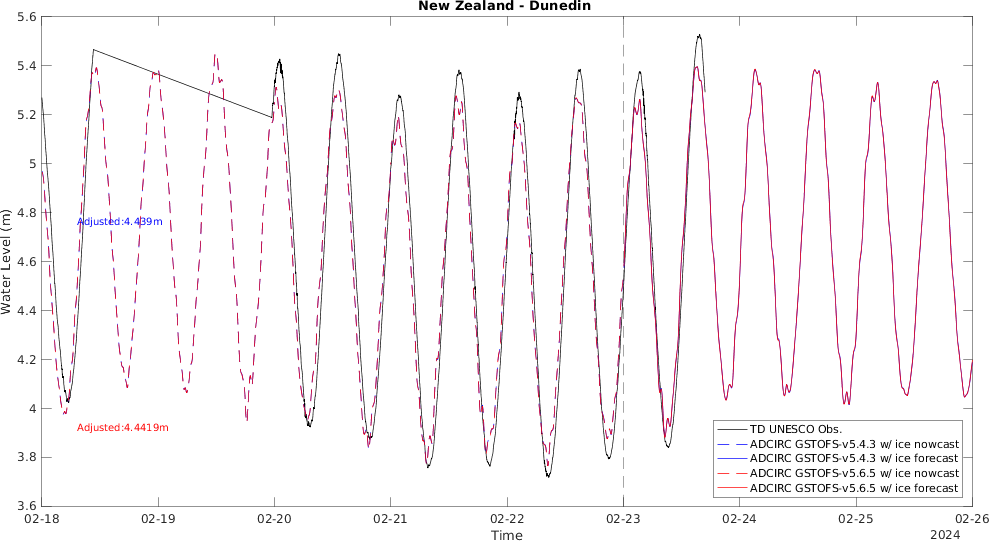 New Zealand - Dunedin
5.6
5.4
5.2
5
4.8
4.6
4.4
4.2
4
3.8
3.6
Water Level (m)
Adjusted:4.439m
Adjusted:4.4419m
TD UNESCO Obs.
ADCIRC GSTOFS-v5.4.3 w/ ice nowcast
ADCIRC GSTOFS-v5.4.3 w/ ice forecast
ADCIRC GSTOFS-v5.6.5 w/ ice nowcast
ADCIRC GSTOFS-v5.6.5 w/ ice forecast
02-18 02-19 02-20 02-21 02-22 02-23 02-24 02-25 02-26
Time
2024